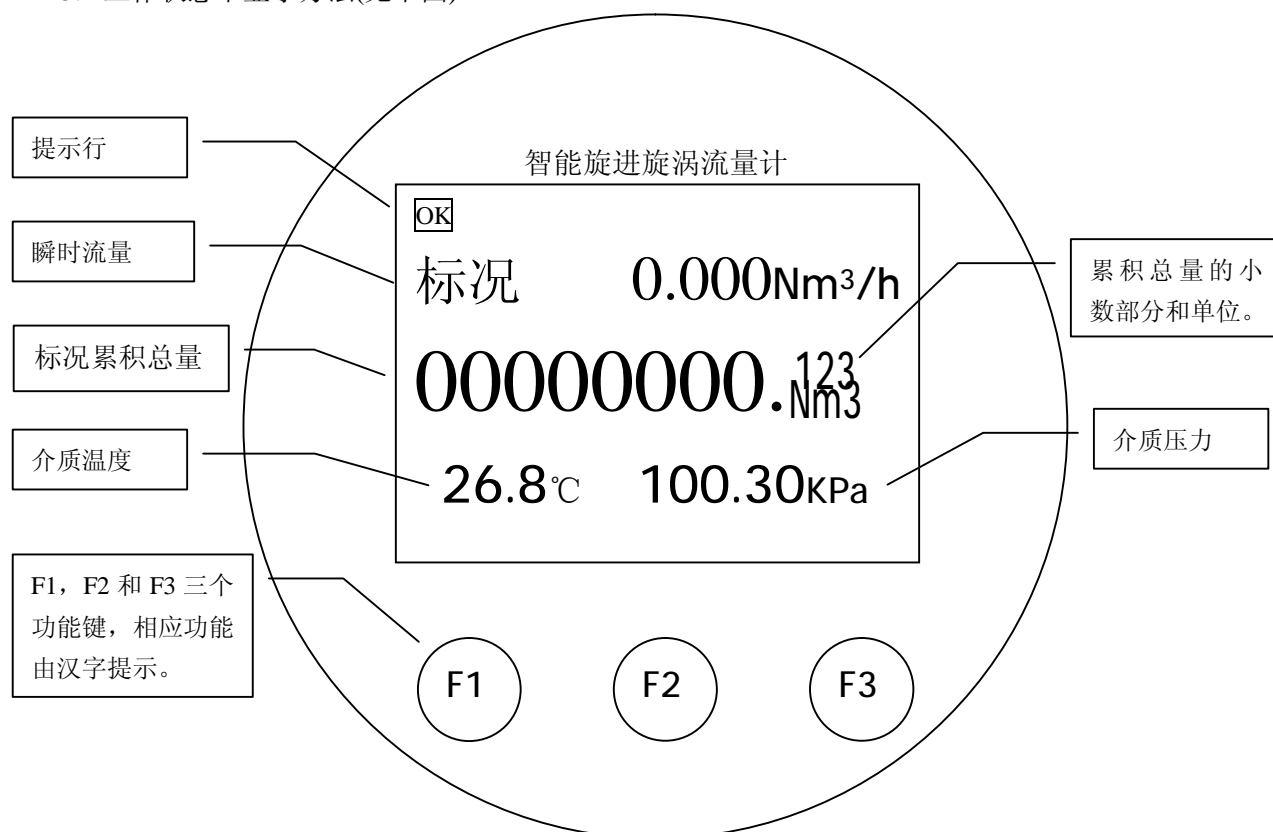 提示行
智能旋进旋涡流量计
OK
瞬时流量
标况 0.000Nm³/h
累积总量的小
数部分和单位。
标况累积总量
00000000.123
Nm3
介质温度
26.8℃ 100.30KPa
介质压力
F1，F2 和 F3 三个
功能键，相应功能
由汉字提示。
F1 F2 F3